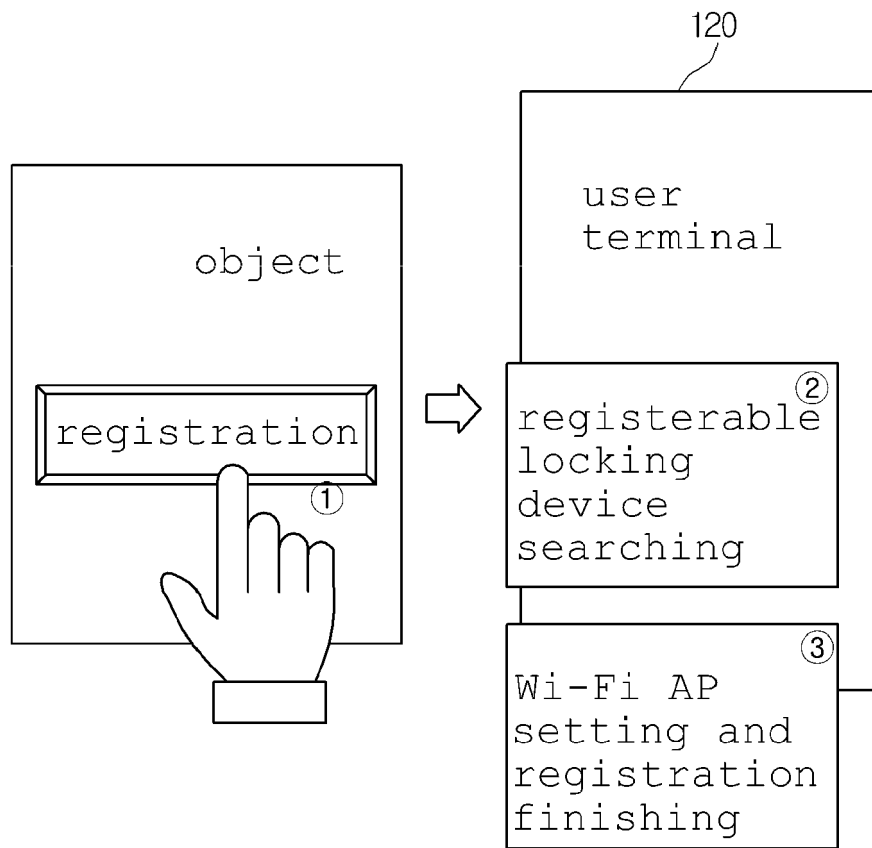 120
object
registration
①
user
terminal
②
registerable
locking
device
searching
③
Wi-Fi AP
setting and
registration
finishing